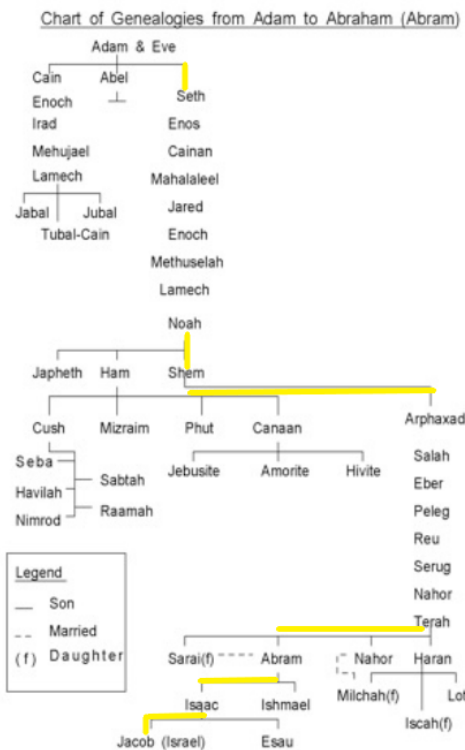 Chart of Genealogies from Adam to Abraham (Abram)
Adam & Eve
Cain Abel Seth
Enoch Enos
Irad Cainan
Mehujael Mahalaleel
Lamech Jared
Jabal Jubal
Tubal-Cain Enoch
Methuselah
Lamech
Noah
Japheth Ham Shem
Cush Mizraim Phut Canaan Arphaxad
Seba Sabtah Jebusite Amorite Hivite Salah
Havilah Raamah Eber
Nimrod Peleg
Reu
Serug
Nahor
Terah
Legend
Son
Married
(f) Daughter
Sarai(f) Abram Nahor Haran
Isaac Ishmael Milchah(f) Lot
Iscah(f)
Jacob (Israel) Esau